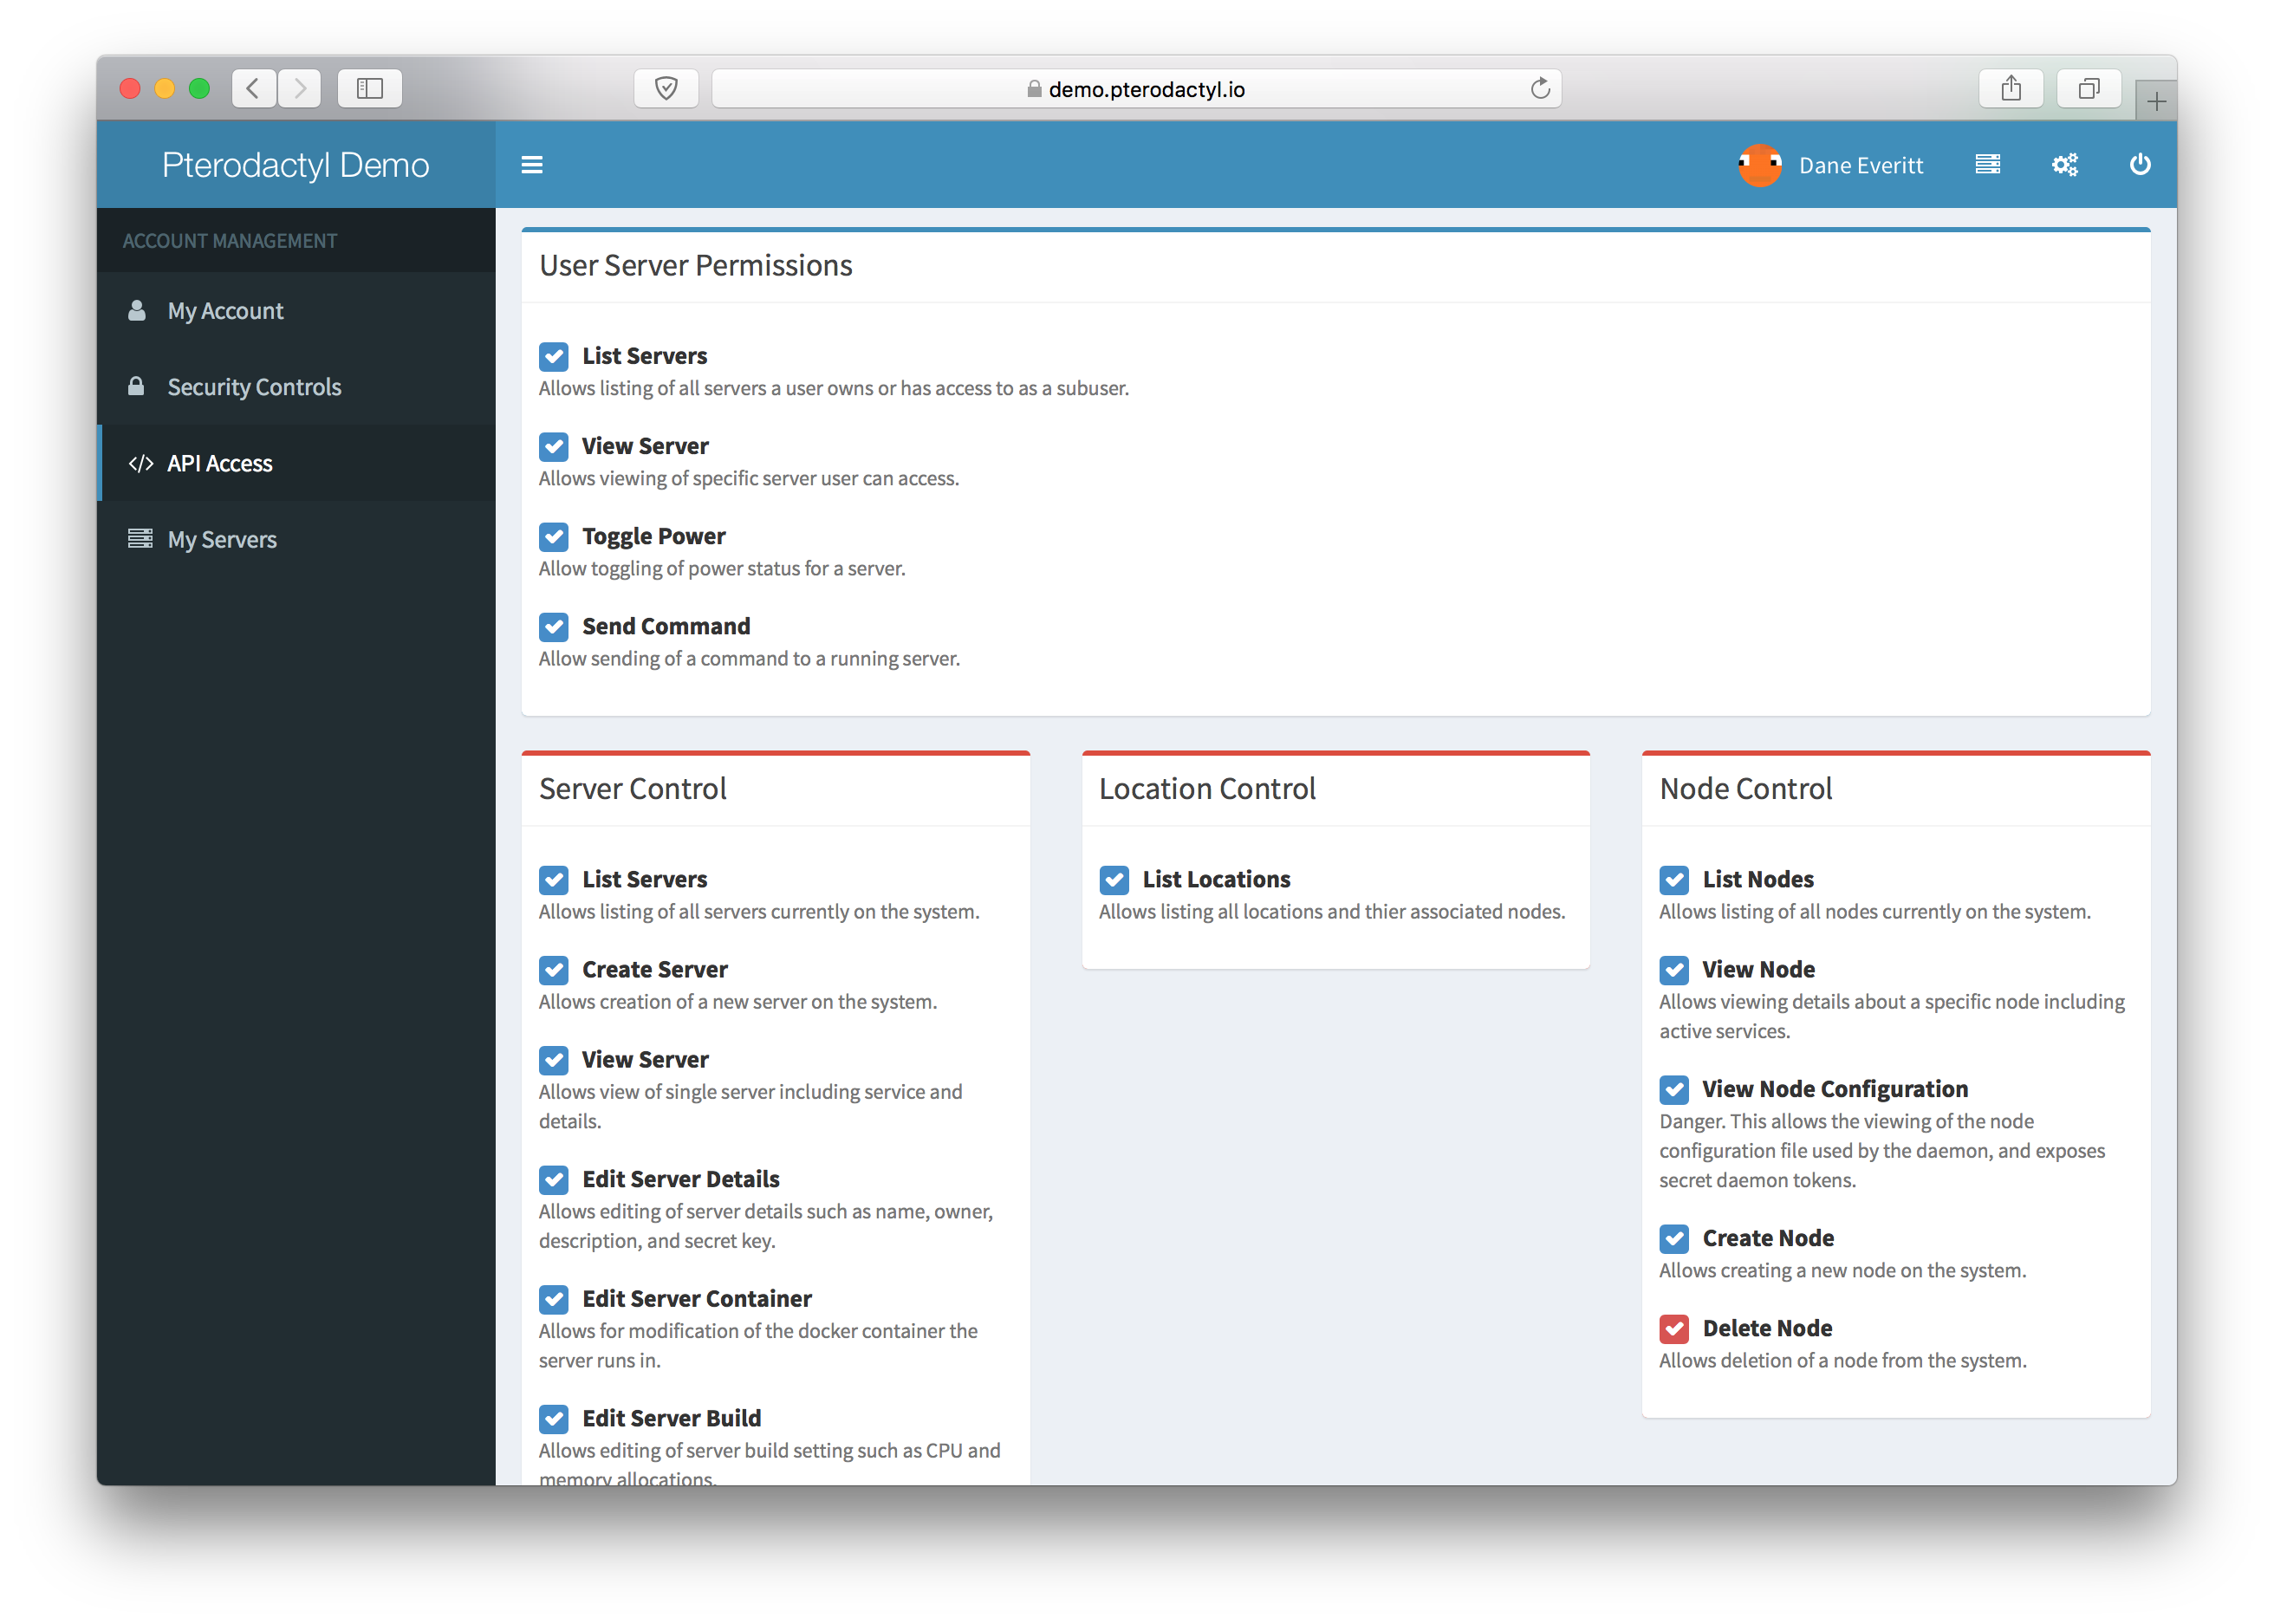 demo.pterodactyl.io
Pterodactyl Demo
Dane Everitt
ACCOUNT MANAGEMENT
My Account
Security Controls
API Access
My Servers
User Server Permissions
List Servers
Allows listing of all servers a user owns or has access to as a subuser.
View Server
Allows viewing of specific server user can access.
Toggle Power
Allow toggling of power status for a server.
Send Command
Allow sending of a command to a running server.
Server Control
List Servers
Allows listing of all servers currently on the system.
Create Server
Allows creation of a new server on the system.
View Server
Allows view of single server including service and
details.
Edit Server Details
Allows editing of server details such as name, owner,
description, and secret key.
Edit Server Container
Allows for modification of the docker container the
server runs in.
Edit Server Build
Allows editing of server build setting such as CPU and
memory allocations.
Location Control
List Locations
Allows listing all locations and thier associated nodes.
Node Control
List Nodes
Allows listing of all nodes currently on the system.
View Node
Allows viewing details about a specific node including
active services.
View Node Configuration
Danger. This allows the viewing of the node
configuration file used by the daemon, and exposes
secret daemon tokens.
Create Node
Allows creating a new node on the system.
Delete Node
Allows deletion of a node from the system.